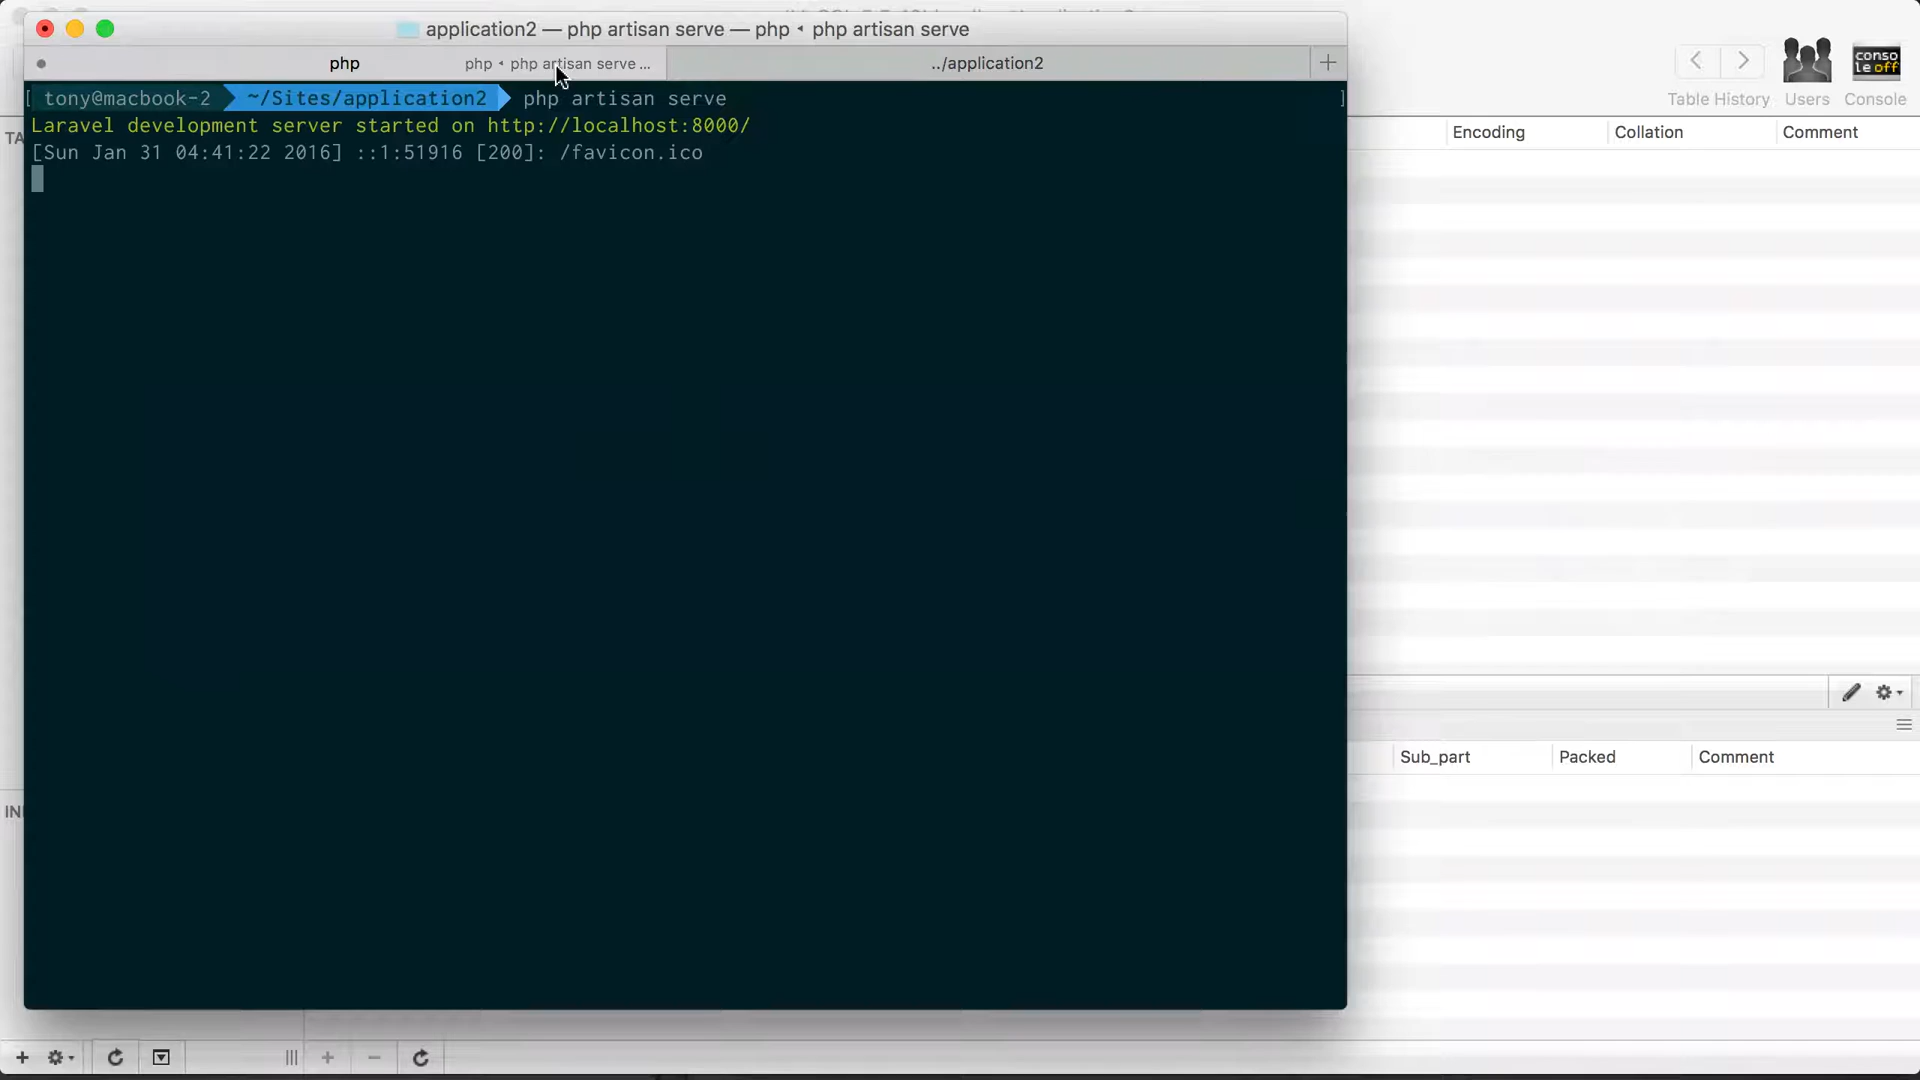 application2 — php artisan serve — php ‣ php artisan serve
php php ‣ php artisan serve ...
../application2
tony@macbook-2 ~/Sites/application2 php artisan serve
Laravel development server started on http://localhost:8000/
[Sun Jan 31 04:41:22 2016] ::1:51916 [200]: /favicon.ico
Table History Users Console
conso
le off
TA
Encoding Collation Comment
Sub_part Packed Comment